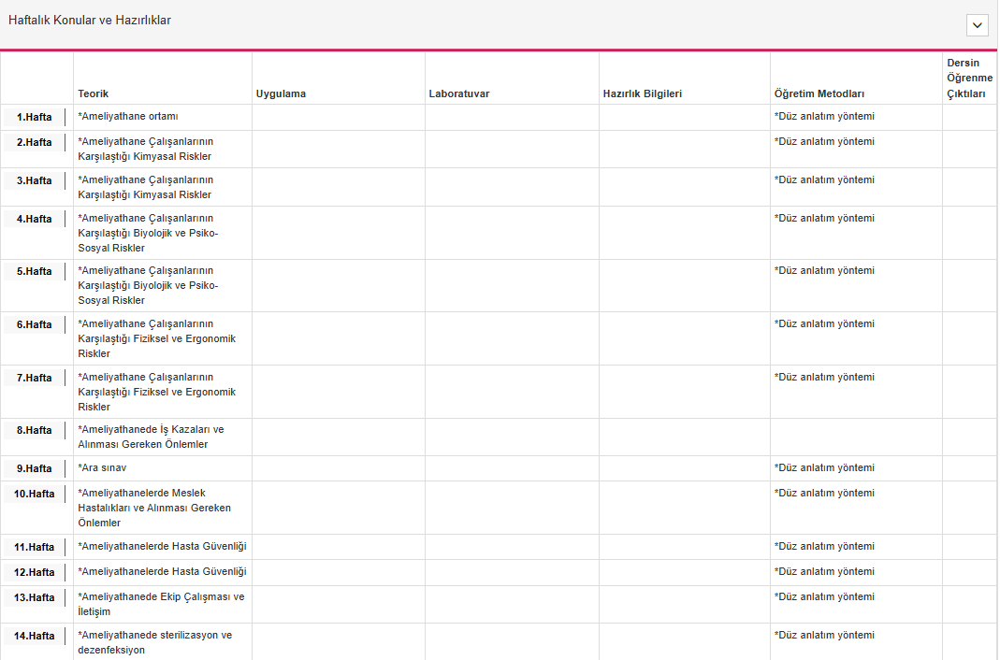 Haftalık Konular ve Hazırlıklar
Teorik Uygulama Laboratuvar Hazırlık Bilgileri Öğretim Metodları Dersin Öğrenme Çıktıları
1.Hafta *Ameliyathane ortamı *Düz anlatım yöntemi
2.Hafta *Ameliyathane Çalışanlarının *Düz anlatım yöntemi
Karşılaştığı Kimyasal Riskler
3.Hafta *Ameliyathane Çalışanlarının *Düz anlatım yöntemi
Karşılaştığı Kimyasal Riskler
4.Hafta *Ameliyathane Çalışanlarının *Düz anlatım yöntemi
Karşılaştığı Biyolojik ve Psiko-
Sosyal Riskler
5.Hafta *Ameliyathane Çalışanlarının *Düz anlatım yöntemi
Karşılaştığı Biyolojik ve Psiko-
Sosyal Riskler
6.Hafta *Ameliyathane Çalışanlarının *Düz anlatım yöntemi
Karşılaştığı Fiziksel ve Ergonomik
Riskler
7.Hafta *Ameliyathane Çalışanlarının *Düz anlatım yöntemi
Karşılaştığı Fiziksel ve Ergonomik
Riskler
8.Hafta *Ameliyathanede İş Kazaları ve
Alınması Gereken Önlemler
9.Hafta *Ara sınav *Düz anlatım yöntemi
10.Hafta *Ameliyathanelerde Meslek *Düz anlatım yöntemi
Hastalıkları ve Alınması Gereken
Önlemler
11.Hafta *Ameliyathanelerde Hasta Güvenliği *Düz anlatım yöntemi
12.Hafta *Ameliyathanelerde Hasta Güvenliği *Düz anlatım yöntemi
13.Hafta *Ameliyathanede Ekip Çalışması ve *Düz anlatım yöntemi
İletişim
14.Hafta *Ameliyathanede sterilizasyon ve *Düz anlatım yöntemi
dezenfeksiyon